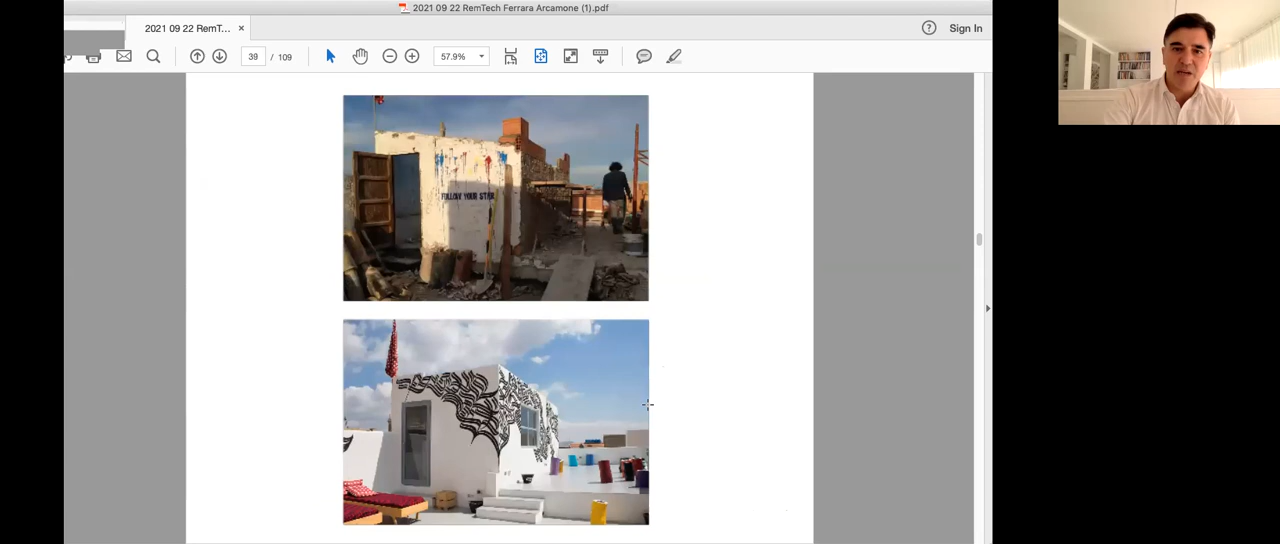 2021 09 22 RemTech Ferrara Arcamone (1).pdf
2021 09 22 RemT... ×
? Sign In
39 / 109 57.9%
FOLLOW YOUR STAR